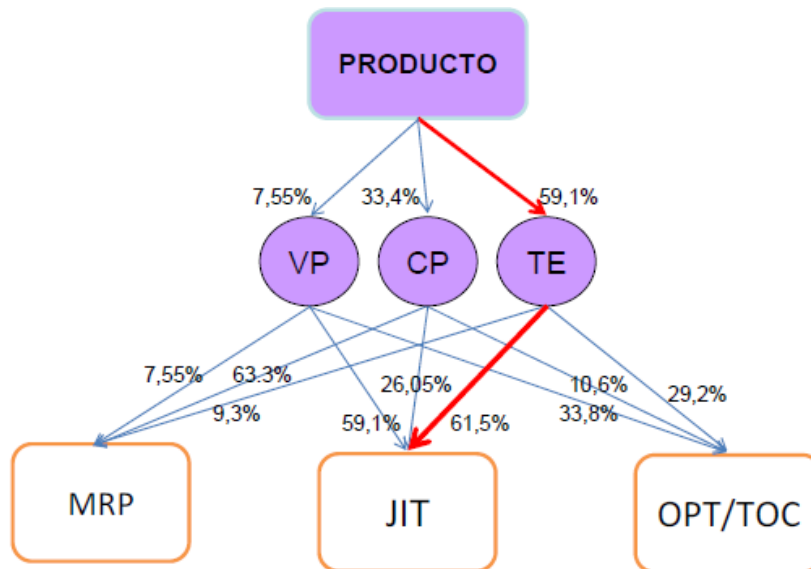 PRODUCTO
7,55% 33,4% 59,1%
VP CP TE
7,55% 63.3% 26,05% 10,6% 29,2%
9,3% 59,1% 61,5% 33,8%
MRP JIT OPT/TOC